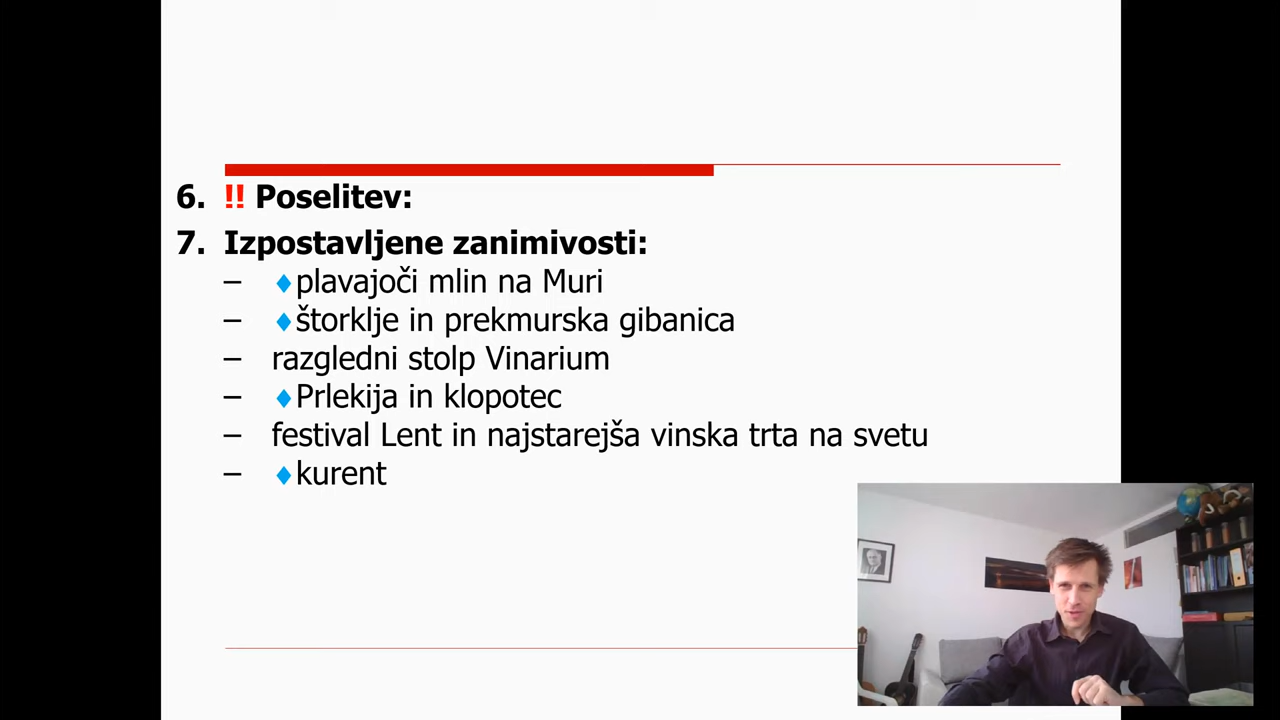 6. !! Poselitev:
7. Izpostavljene zanimivosti:
– ♦plavajoči mlin na Muri
– ♦štorklje in prekmurska gibanica
– razgledni stolp Vinarium
– ♦Prlekija in klopotec
– festival Lent in najstarejša vinska trta na svetu
– ♦kurent